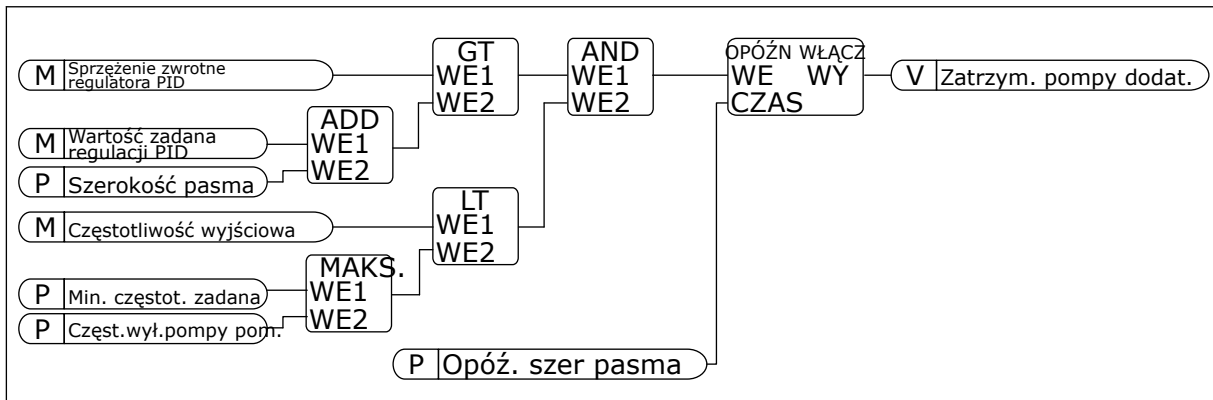 M Sprzężenie zwrotne
regulatora PID
GT
WE1
WE2
AND
WE1
WE2
OPÓŹN WŁĄCZ
WE WY
CZAS
V Zatrzym. pompy dodat.
M Wartość zadana
regulacji PID
ADD
WE1
WE2
P Szerokość pasma
M Częstotliwość wyjściowa
LT
WE1
WE2
P Min. częstot. zadana
MAKS.
WE1
WE2
P Częst.wył.pompy pom.
P Opóź. szer pasma